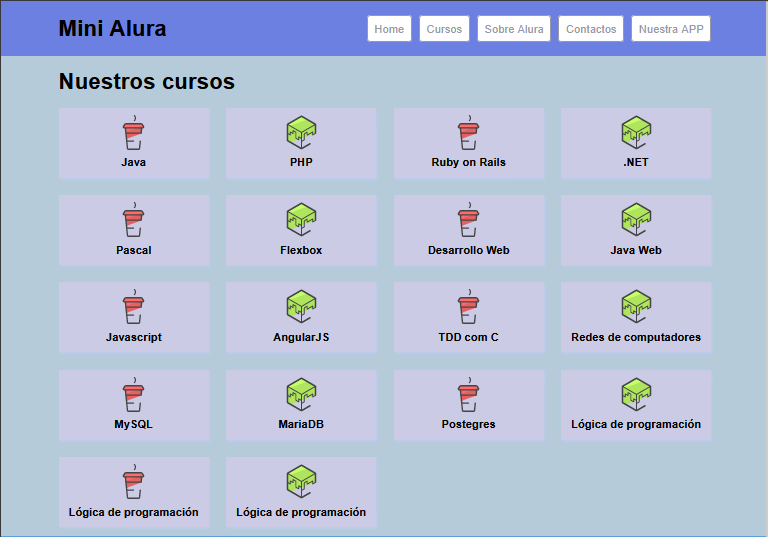 Mini Alura
Home Cursos Sobre Alura Contactos Nuestra APP
Nuestros cursos
Java PHP Ruby on Rails .NET
Pascal Flexbox Desarrollo Web Java Web
Javascript AngularJS TDD com C Redes de computadores
MySQL MariaDB Postegres Lógica de programación
Lógica de programación Lógica de programación